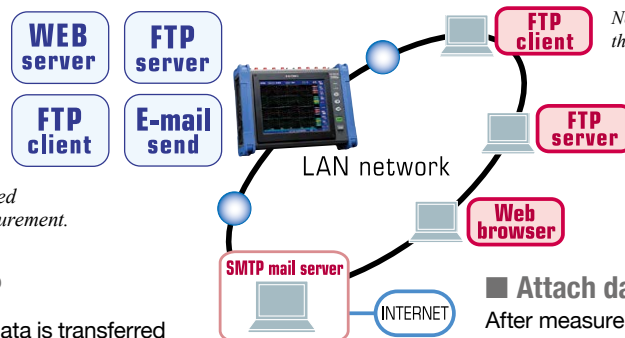 WEB
server
FTP
server
FTP
client
E-mail
send
LAN network
FTP
client
FTP
server
Web
browser
SMTP mail server
INTERNET
urement.
ata is transferred
■ Attach da
After measure